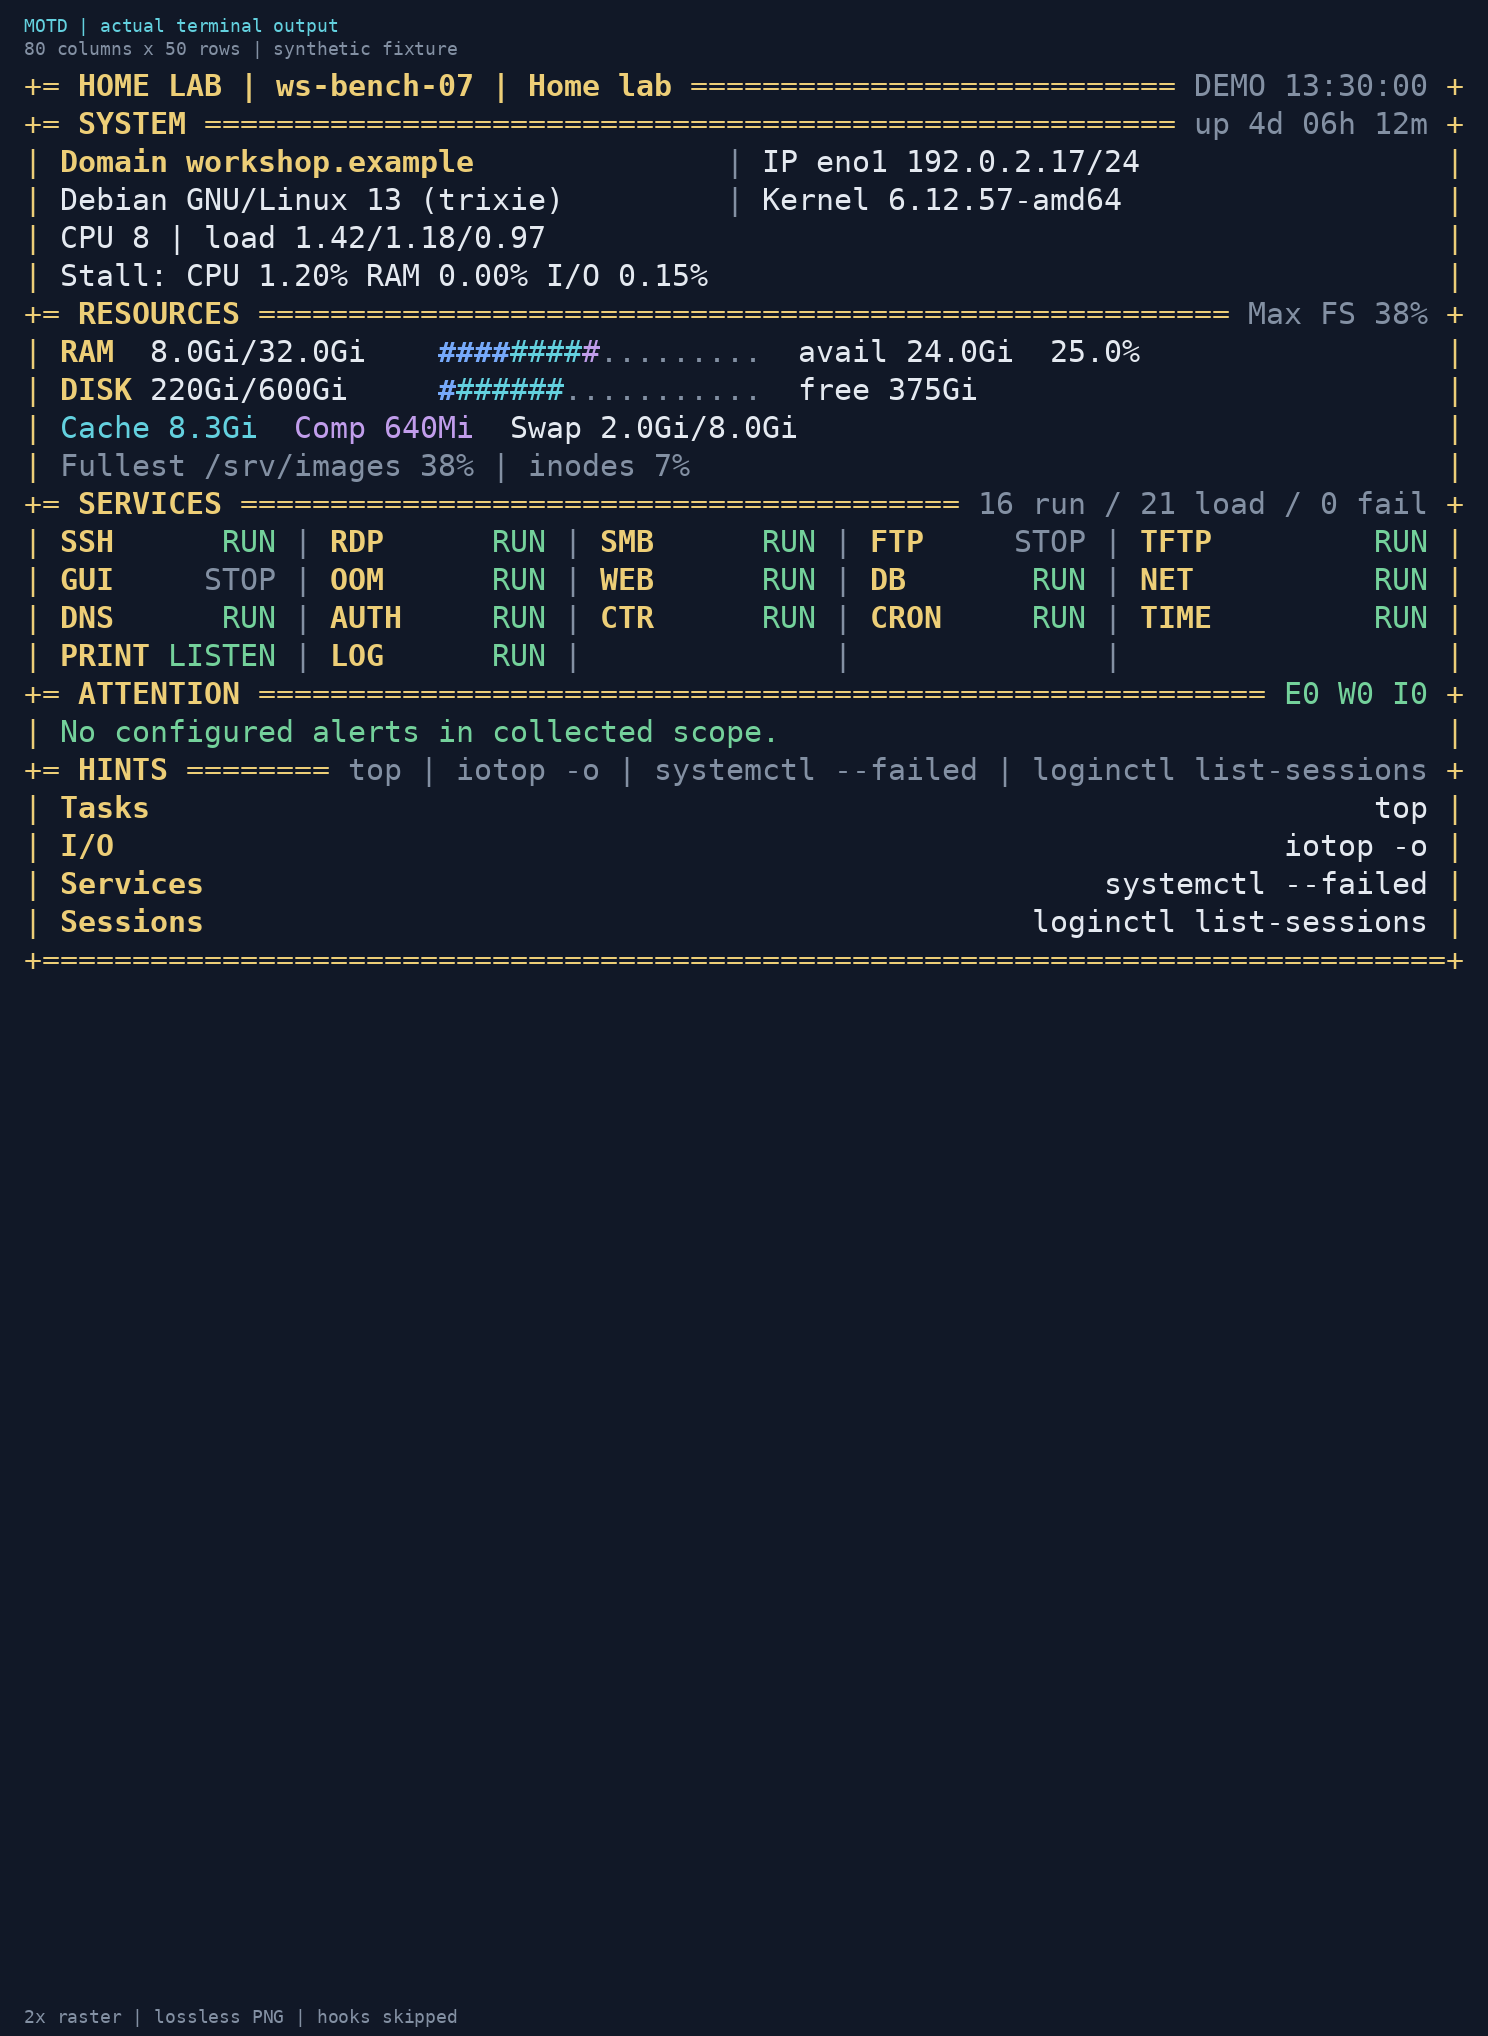 MOTD | actual terminal output
80 columns x 50 rows | synthetic fixture
+= HOME LAB | ws-bench-07 | Home lab =========================== DEMO 13:30:00 +
+= SYSTEM ====================================================== up 4d 06h 12m +
| Domain workshop.example              | IP eno1 192.0.2.17/24                 |
| Debian GNU/Linux 13 (trixie)         | Kernel 6.12.57-amd64                  |
| CPU 8 | load 1.42/1.18/0.97                                                  |
| Stall: CPU 1.20% RAM 0.00% I/O 0.15%                                         |
+= RESOURCES ====================================================== Max FS 38% +
| RAM  8.0Gi/32.0Gi    #########.........  avail 24.0Gi  25.0%                 |
| DISK 220Gi/600Gi     #######...........  free 375Gi                          |
| Cache 8.3Gi  Comp 640Mi  Swap 2.0Gi/8.0Gi                                    |
| Fullest /srv/images 38% | inodes 7%                                          |
+= SERVICES ======================================== 16 run / 21 load / 0 fail +
| SSH      RUN | RDP      RUN | SMB      RUN | FTP     STOP | TFTP         RUN |
| GUI     STOP | OOM      RUN | WEB      RUN | DB       RUN | NET          RUN |
| DNS      RUN | AUTH     RUN | CTR      RUN | CRON     RUN | TIME         RUN |
| PRINT LISTEN | LOG      RUN |              |              |                  |
+= ATTENTION ======================================================== E0 W0 I0 +
| No configured alerts in collected scope.                                     |
+= HINTS ======== top | iotop -o | systemctl --failed | loginctl list-sessions +
| Tasks                                                                    top |
| I/O                                                                 iotop -o |
| Services                                                  systemctl --failed |
| Sessions                                              loginctl list-sessions |
+==============================================================================+
2x raster | lossless PNG | hooks skipped